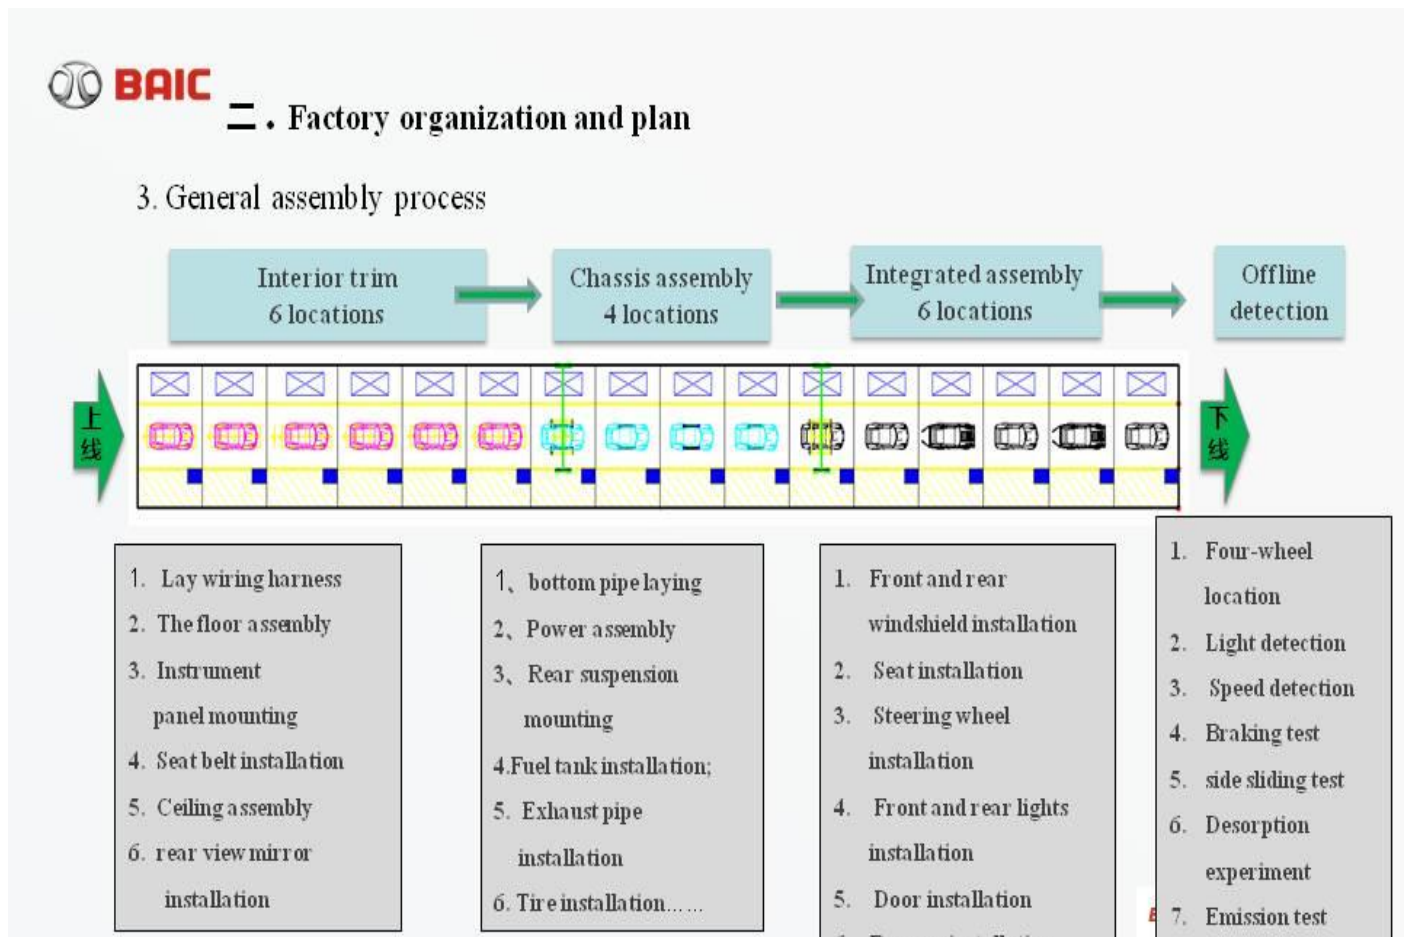 BAIC
二. Factory organization and plan
3. General assembly process
Interior trim
6 locations
Chassis assembly
4 locations
Integrated assembly
6 locations
Offline
detection
上
线
下
线
1. Lay wiring harness
2. The floor assembly
3. Instrument
panel mounting
4. Seat belt installation
5. Ceiling assembly
6. rear view mirror
installation
1、bottom pipe laying
2、Power assembly
3、Rear suspension
mounting
4.Fuel tank installation;
5. Exhaust pipe
installation
6. Tire installation……
1. Front and rear
windshield installation
2. Seat installation
3. Steering wheel
installation
4. Front and rear lights
installation
5. Door installation
1. Four-wheel
location
2. Light detection
3. Speed detection
4. Braking test
5. side sliding test
6. Desorption
experiment
7. Emission test